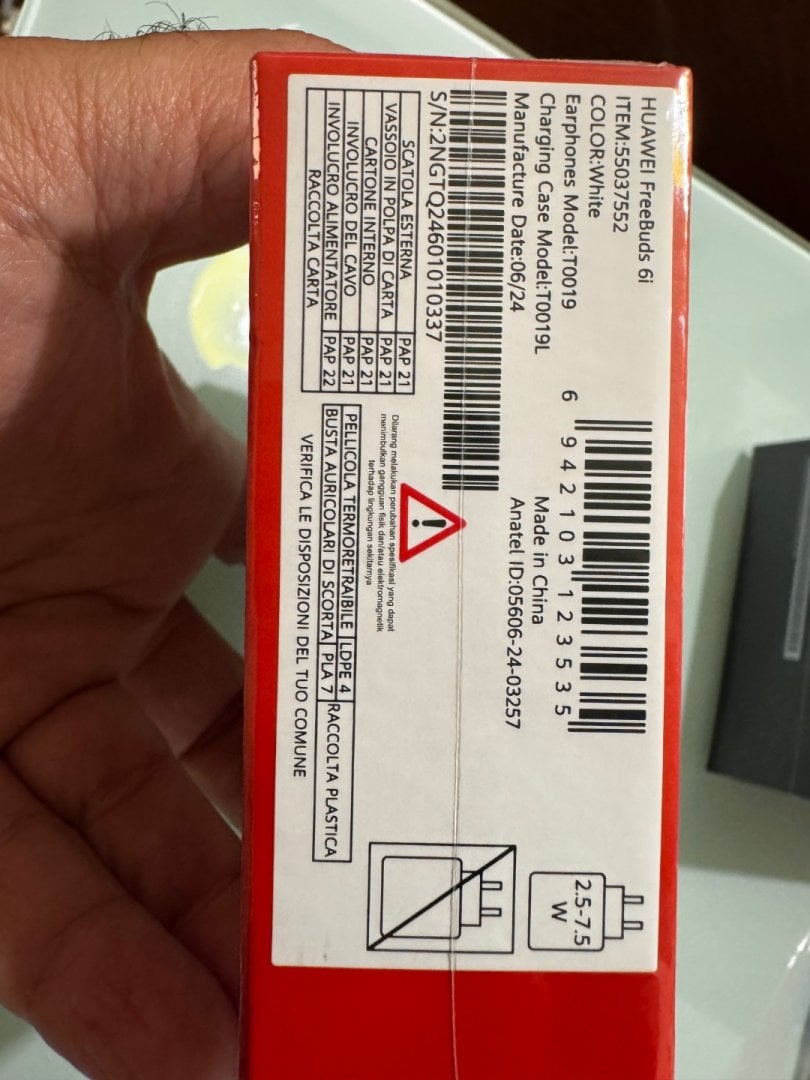 HUAWEI FreeBuds 6i
ITEM:55037552
COLOR:White
Earphones Model:T0019
Charging Case Model:T0019L
Manufacture Date:06/24
6 942103 123535
Made in China
Anatel ID:05606-24-03257
S/N:2NGTQ24601010337
SCATOLA ESTERNA PAP 21
VASSOIO IN POLPA DI CARTA PAP 21
CARTONE INTERNO PAP 21
INVOLUCRO DEL CAVO PAP 21
INVOLUCRO ALIMENTATORE PAP 22
RACCOLTA CARTA
Dilarang melakukan perubahan spesifikasi yang dapat
menimbulkan gangguan fisik dan/atau elektromagnetik
terhadap lingkungan sekitarnya
PELLICOLA TERMORETRAIBILE LDPE 4
BUSTA AURICOLARI DI SCORTA PLA 7
RACCOLTA PLASTICA
VERIFICA LE DISPOSIZIONI DEL TUO COMUNE
2.5-7.5
W